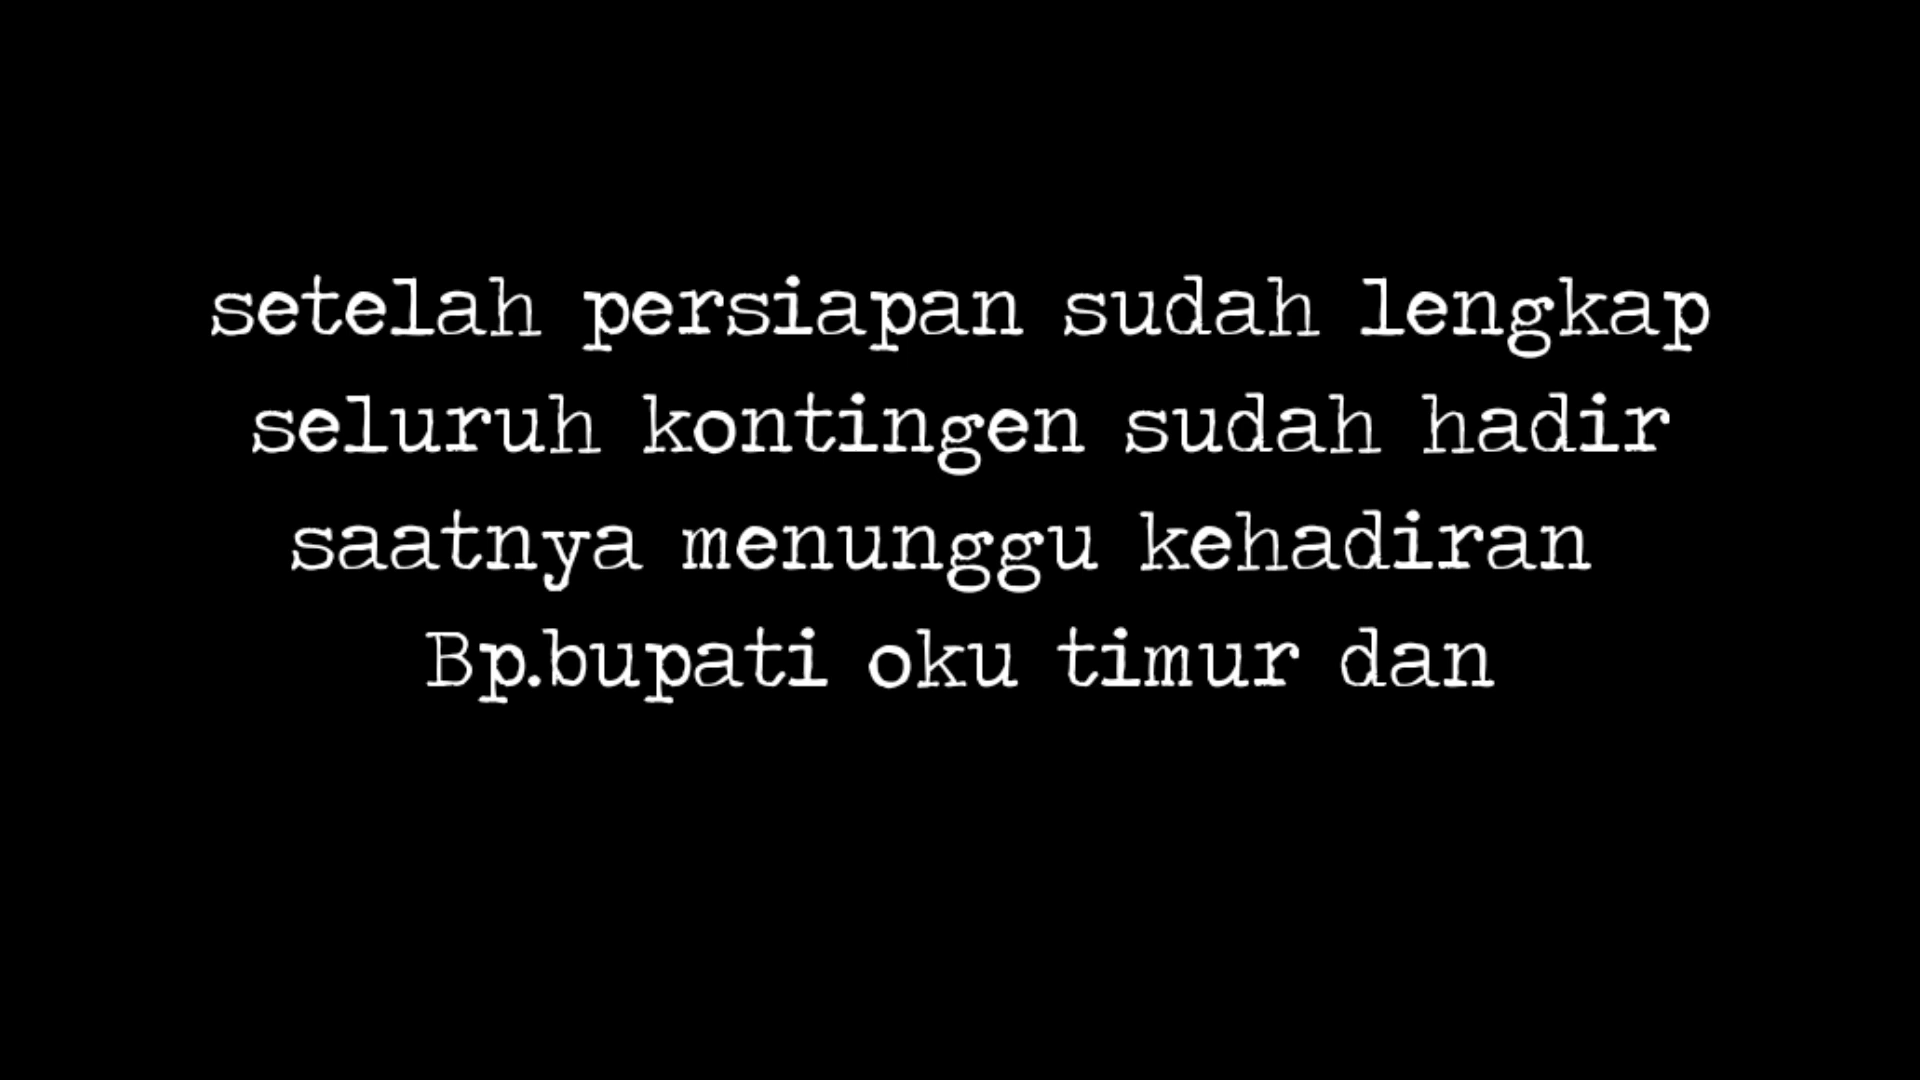 setelah persiapan sudah lengkap
seluruh kontingen sudah hadir
saatnya menunggu kehadiran
Bp.bupati oku timur dan